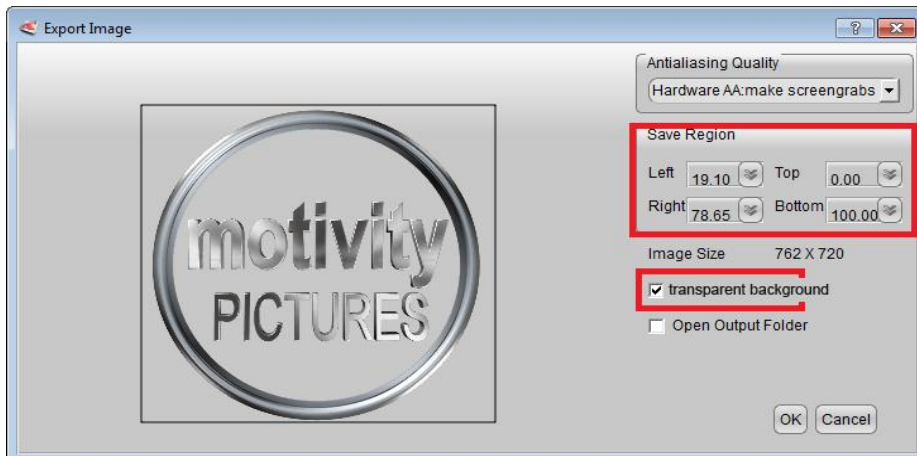 Export Image
motivity
PICTURES
Antialiasing Quality
Hardware AA:make screengrabs
Save Region
Left 19.10 Top 0.00
Right 78.65 Bottom 100.00
Image Size 762 X 720
transparent background
Open Output Folder
OK Cancel